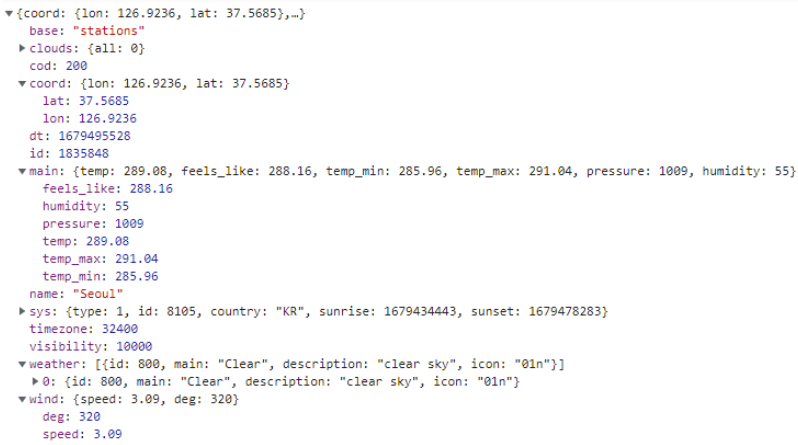 ▼{coord: {lon: 126.9236, lat: 37.5685},…}
base: "stations"
▶clouds: {all: 0}
cod: 200
▼coord: {lon: 126.9236, lat: 37.5685}
lat: 37.5685
lon: 126.9236
dt: 1679495528
id: 1835848
▼main: {temp: 289.08, feels_like: 288.16, temp_min: 285.96, temp_max: 291.04, pressure: 1009, humidity: 55}
feels_like: 288.16
humidity: 55
pressure: 1009
temp: 289.08
temp_max: 291.04
temp_min: 285.96
name: "Seoul"
▶sys: {type: 1, id: 8105, country: "KR", sunrise: 1679434443, sunset: 1679478283}
timezone: 32400
visibility: 10000
▼weather: [{id: 800, main: "Clear", description: "clear sky", icon: "01n"}]
▶0: {id: 800, main: "Clear", description: "clear sky", icon: "01n"}
▼wind: {speed: 3.09, deg: 320}
deg: 320
speed: 3.09